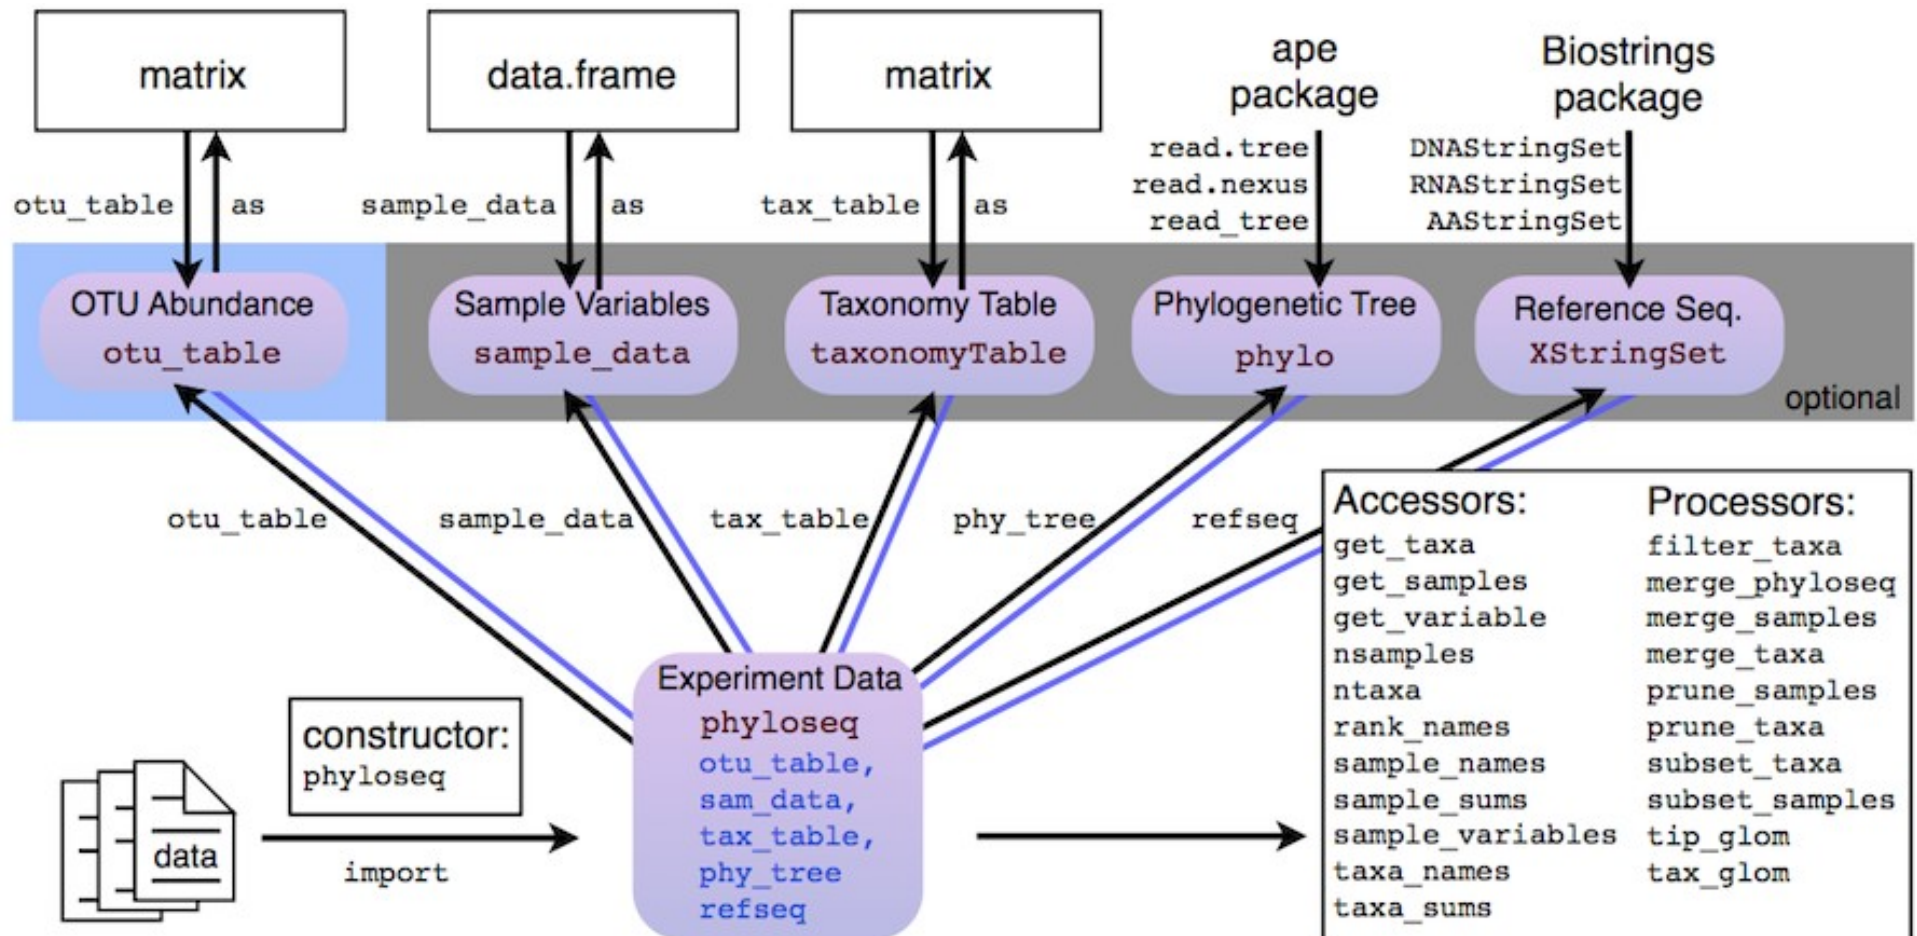 matrix
data.frame
matrix
ape
package
Biostrings
package
otu_table
as
sample_data
as
tax_table
as
read.tree
read.nexus
read_tree
DNAStringSet
RNAStringSet
AAStringSet
OTU Abundance
otu_table
Sample Variables
sample_data
Taxonomy Table
taxonomyTable
Phylogenetic Tree
phylo
Reference Seq.
XStringSet
optional
otu_table
sample_data
tax_table
phy_tree
refseq
data
constructor:
phyloseq
import
Experiment Data
phyloseq
otu_table,
sam_data,
tax_table,
phy_tree
refseq
Accessors:
get_taxa
get_samples
get_variable
nsamples
ntaxa
rank_names
sample_names
sample_sums
sample_variables
taxa_names
taxa_sums
Processors:
filter_taxa
merge_phyloseq
merge_samples
merge_taxa
prune_samples
prune_taxa
subset_taxa
subset_samples
tip_glom
tax_glom